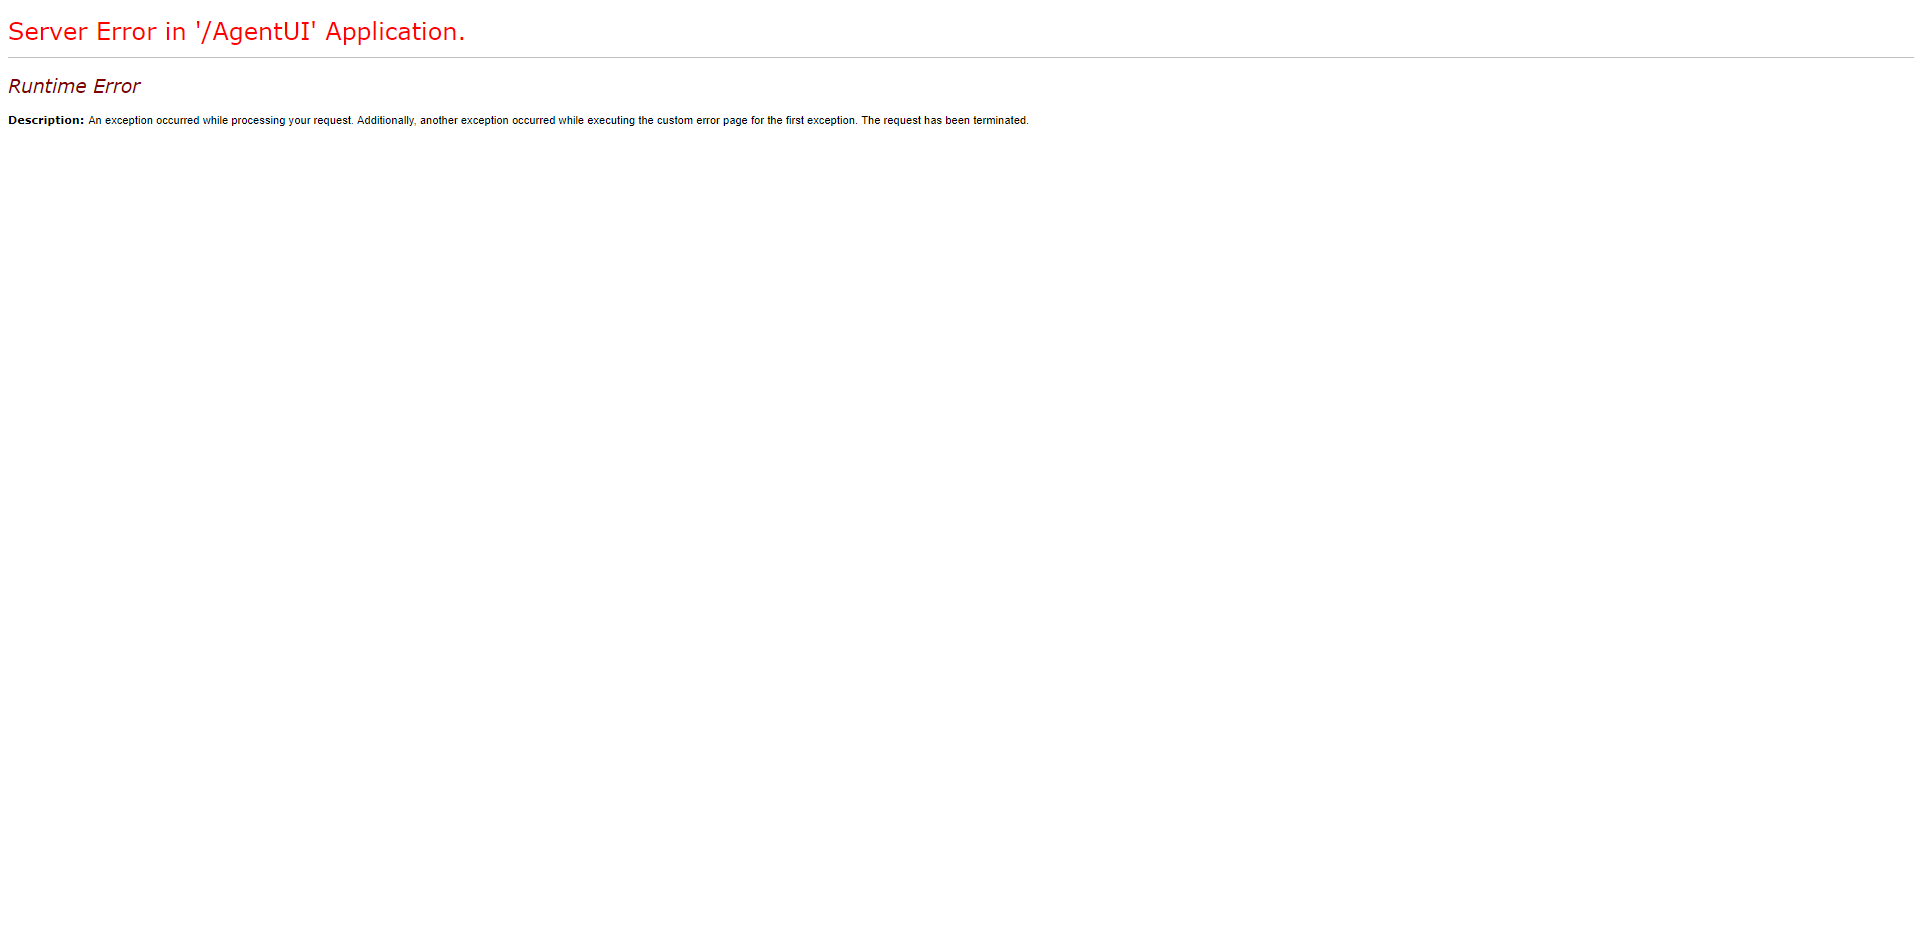 Server Error in '/AgentUI' Application.
Runtime Error
Description: An exception occurred while processing your request. Additionally, another exception occurred while executing the custom error page for the first exception. The request has been terminated.